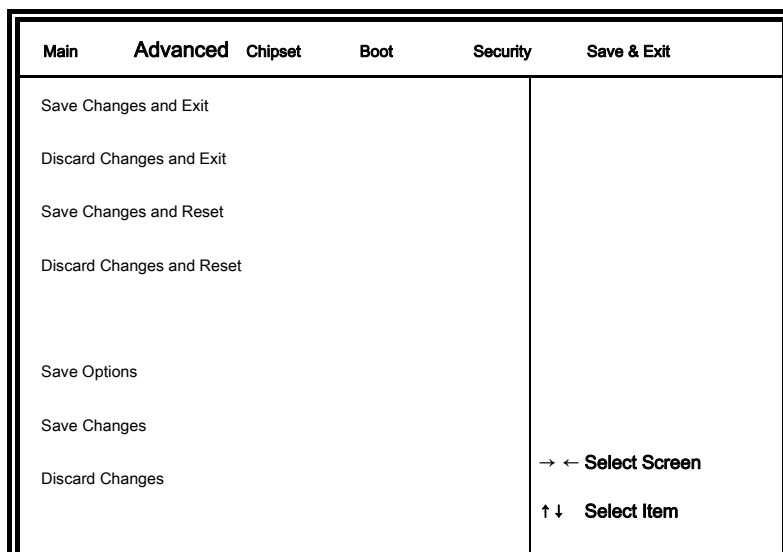 Main Advanced Chipset Boot Security Save & Exit
Save Changes and Exit
Discard Changes and Exit
Save Changes and Reset
Discard Changes and Reset
Save Options
Save Changes
Discard Changes
→ ← Select Screen
↑↓ Select Item